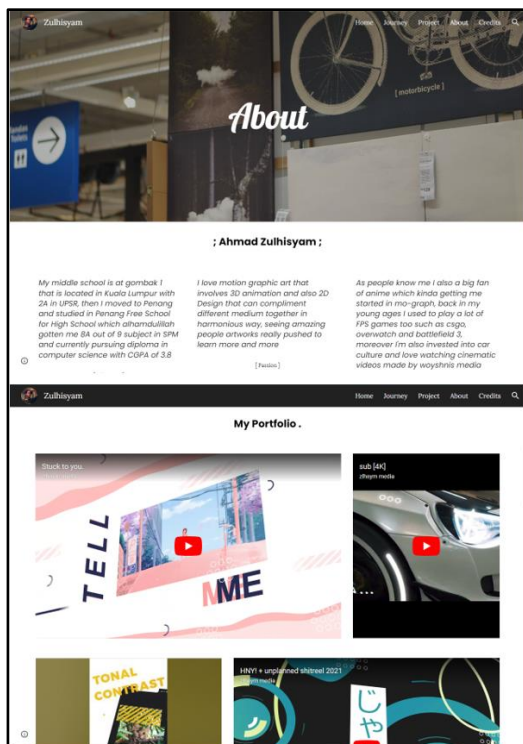 Zulhisyam
Home Journey Project About Credits
[ motorbicycle ]
About
; Ahmad Zulhisyam ;
My middle school is at gombak 1
that is located in Kuala Lumpur with
2A in UPSR, then I moved to Penang
and studied in Penang Free School
for High School which alhamdulillah
gotten me 8A out of 9 subject in SPM
and currently pursuing diploma in
computer science with CGPA of 3.8
I love motion graphic art that
involves 3D animation and also 2D
Design that can compliment
different medium together in
harmonious way, seeing amazing
people artworks really pushed to
learn more and more
[ Passion ]
As people know me I also a big fan
of anime which kinda getting me
started in mo-graph, back in my
young ages I used to play a lot of
FPS games too such as csgo,
overwatch and battlefield 3,
moreover I'm also invested into car
culture and love watching cinematic
videos made by woyshnis media
Zulhisyam
Home Journey Project About Credits
My Portfolio .
Stuck to you.
TELL
ME
sub [4K]
zhsym media
TONAL
CONTRAST
HNY! + unplanned shitreel 2021
zhsym media
じゃ